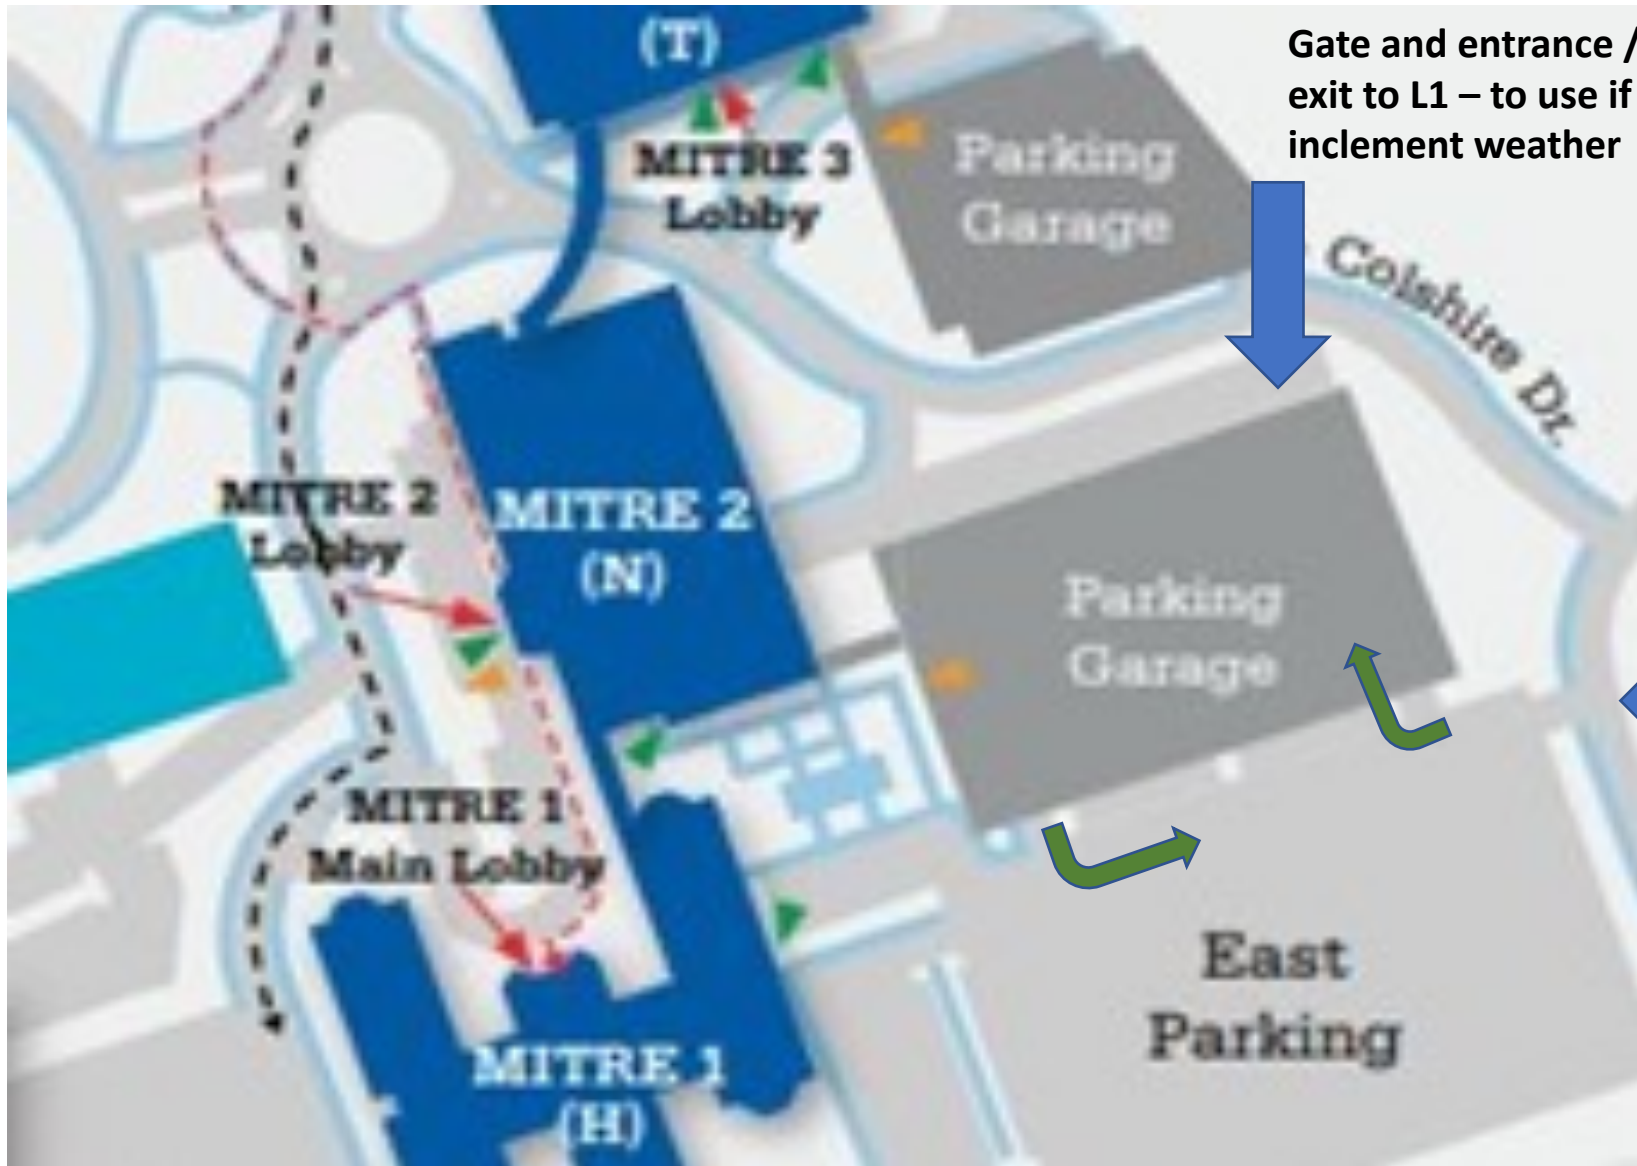 (T)
Gate and entrance /
exit to L1 – to use if
inclement weather
MITRE 3
Lobby
Parking
Garage
Colshire Dr.
MITRE 2
Lobby
MITRE 2
(N)
Parking
Garage
MITRE 1
Main Lobby
East
Parking
MITRE 1
(H)